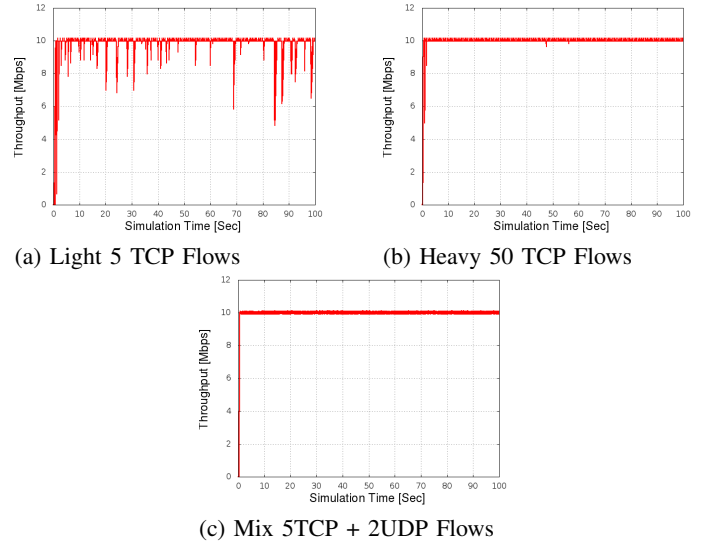 Throughput [Mbps]
12
10
8
6
4
2
0
0 10 20 30 40 50 60 70 80 90 100
Simulation Time [Sec]
(a) Light 5 TCP Flows
Throughput [Mbps]
12
10
8
6
4
2
0
0 10 20 30 40 50 60 70 80 90 100
Simulation Time [Sec]
(b) Heavy 50 TCP Flows
Throughput [Mbps]
12
10
8
6
4
2
0
0 10 20 30 40 50 60 70 80 90 100
Simulation Time [Sec]
(c) Mix 5TCP + 2UDP Flows